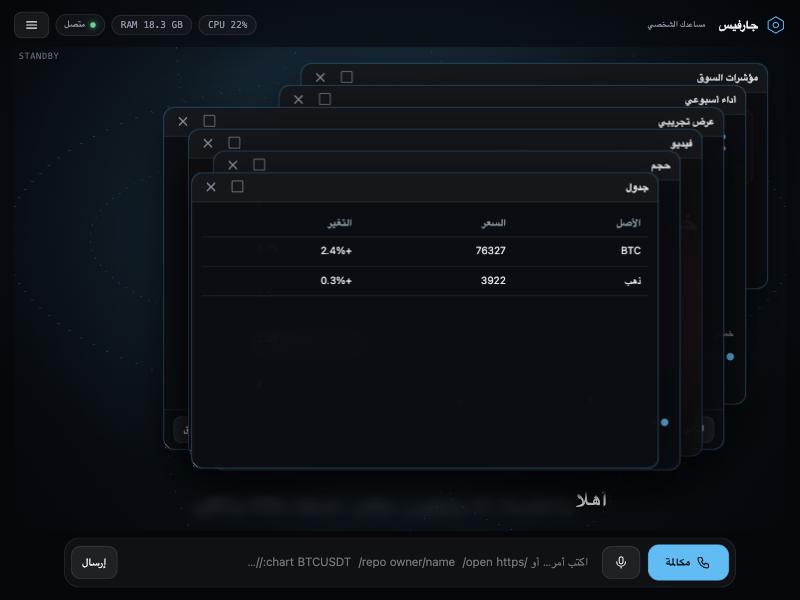 جارفيس مساعدك الشخصي CPU 22% RAM 18.3 GB متصل
STANDBY
مؤشرات السوق
أداء أسبوعي
عرض تجريبي
فيديو
حجم
جدول
الأصل السعر التغير
BTC 76327 +2.4%
ذهب 3922 +0.3%
أهلا
مكالمة اكتب أمر... أو /chart BTCUSDT /repo owner/name /open https://... إرسال